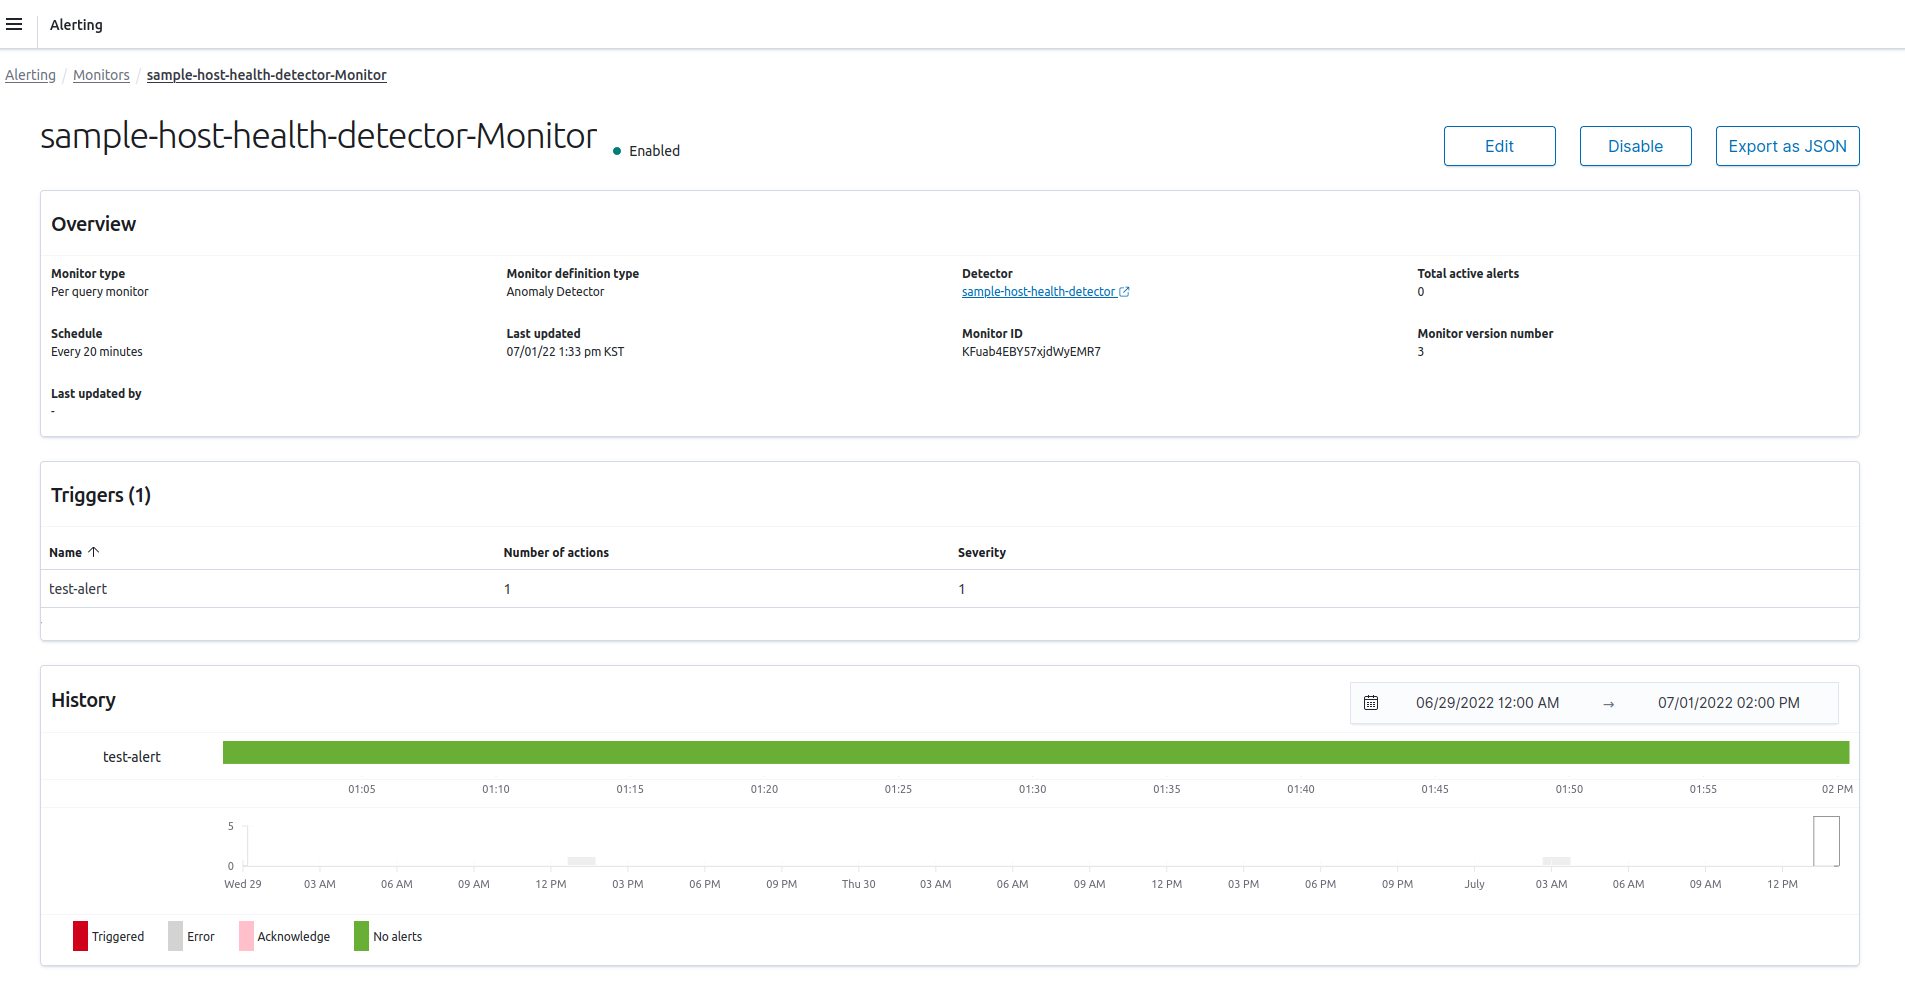 Alerting
Alerting / Monitors / sample-host-health-detector-Monitor
sample-host-health-detector-Monitor Enabled
Edit Disable Export as JSON
Overview
Monitor type Monitor definition type Detector Total active alerts
Per query monitor Anomaly Detector sample-host-health-detector 0
Schedule Last updated Monitor ID Monitor version number
Every 20 minutes 07/01/22 1:33 pm KST KFuab4EBY57xjdWyEMR7 3
Last updated by
-
Triggers (1)
Name ↑ Number of actions Severity
test-alert 1 1
History
06/29/2022 12:00 AM → 07/01/2022 02:00 PM
test-alert
01:05 01:10 01:15 01:20 01:25 01:30 01:35 01:40 01:45 01:50 01:55 02 PM
5
0
Wed 29 03 AM 06 AM 09 AM 12 PM 03 PM 06 PM 09 PM Thu 30 03 AM 06 AM 09 AM 12 PM 03 PM 06 PM 09 PM July 03 AM 06 AM 09 AM 12 PM
Triggered Error Acknowledge No alerts